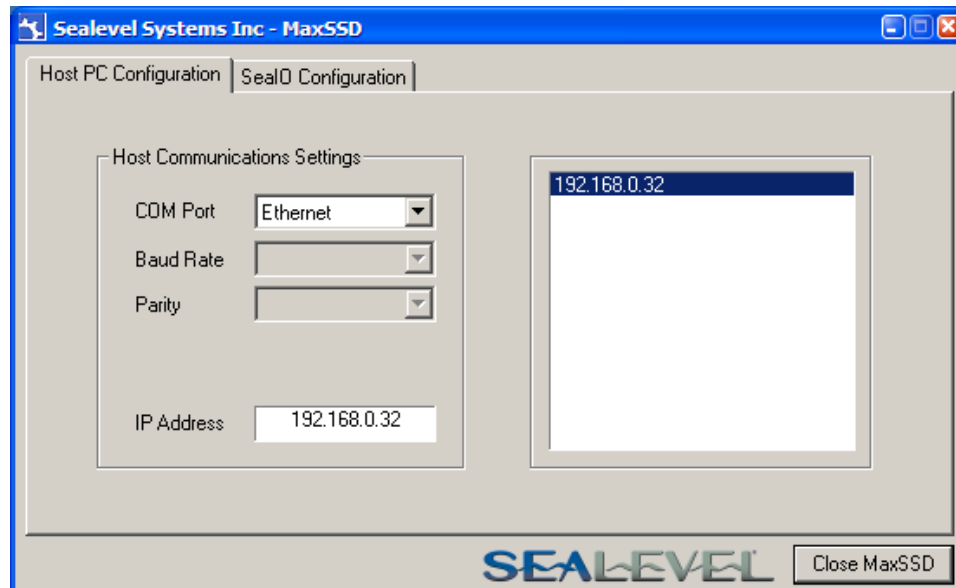 Sealevel Systems Inc - MaxSSD
Host PC Configuration
SeaIO Configuration
Host Communications Settings
COM Port
Ethernet
Baud Rate
Parity
IP Address
192.168.0.32
192.168.0.32
SEALEVEL
Close MaxSSD